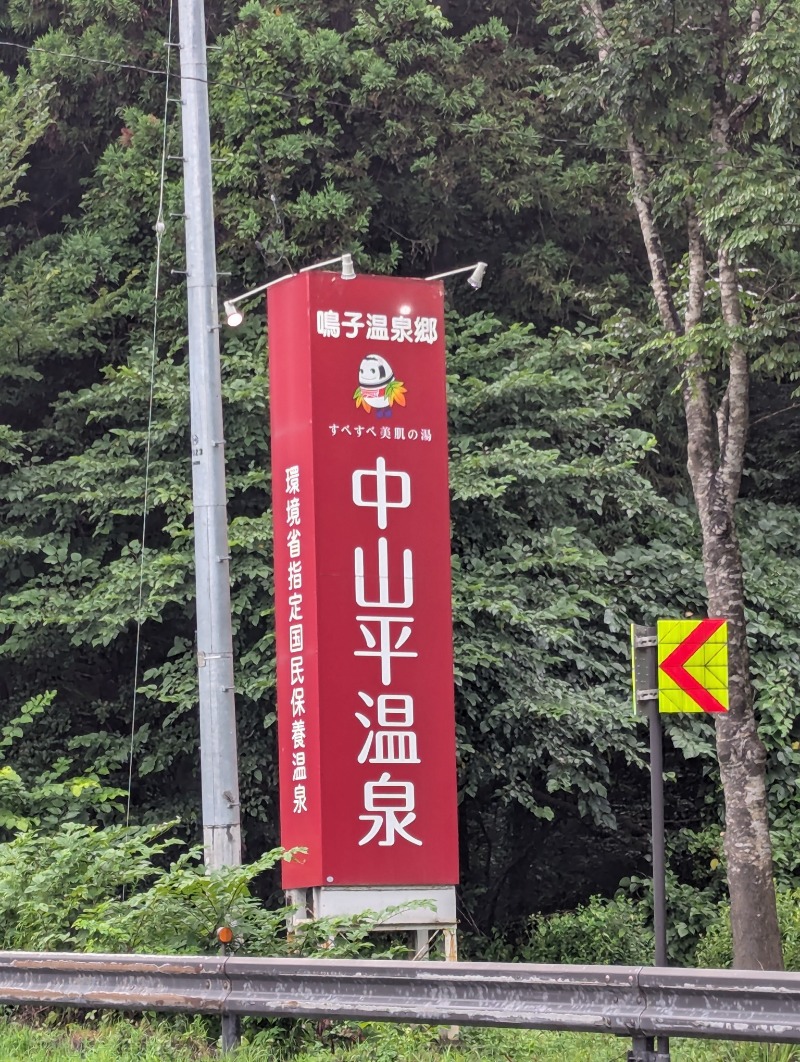 鳴子温泉郷
すべすべ美肌の湯
中山平温泉
環境省指定国民保養温泉